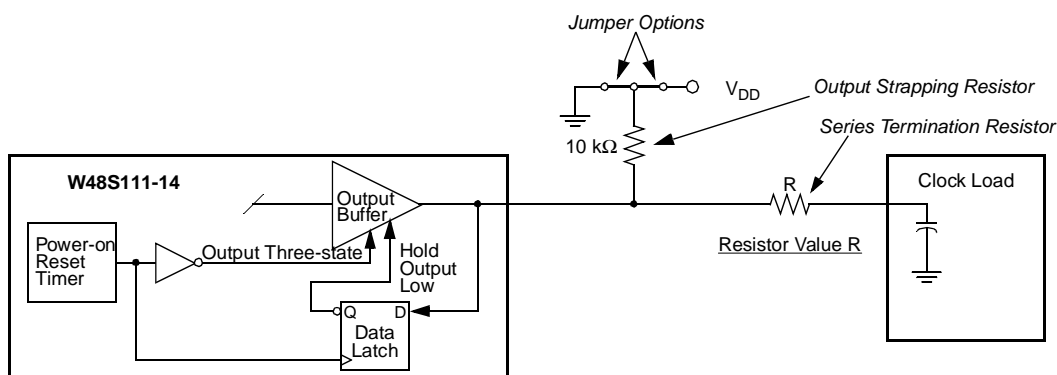 Jumper Options
V_DD
Output Strapping Resistor
Series Termination Resistor
10 kΩ
W48S111-14
R
Clock Load
Output
Buffer
Power-on
Reset
Timer
Output Three-state
Hold
Output
Low
Resistor Value R
Q
D
Data
Latch